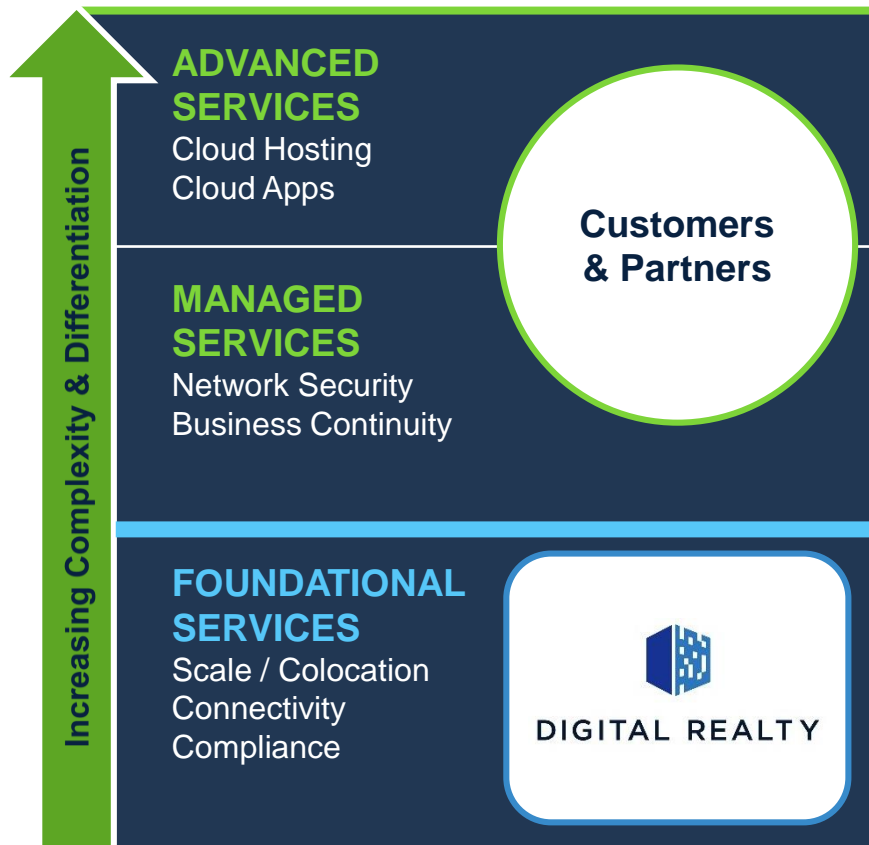 Increasing Complexity & Differentiation
ADVANCED
SERVICES
Cloud Hosting
Cloud Apps
Customers
& Partners
MANAGED
SERVICES
Network Security
Business Continuity
FOUNDATIONAL
SERVICES
Scale / Colocation
Connectivity
Compliance
DIGITAL REALTY